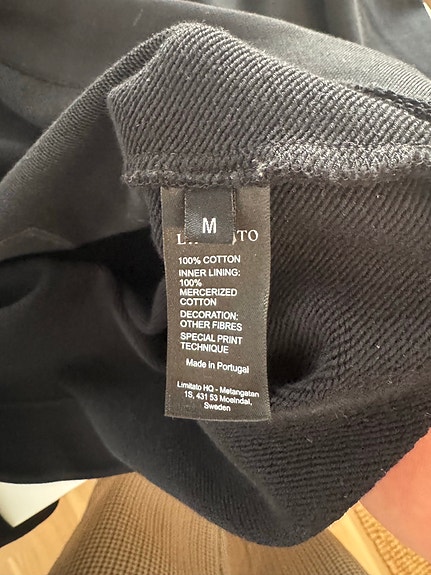 M
100% COTTON
INNER LINING:
100%
MERCERIZED
COTTON
DECORATION:
OTHER FIBRES
SPECIAL PRINT
TECHNIQUE
Made in Portugal
Limitato HQ - Metangatan
1S, 431 53 Moelndal,
Sweden